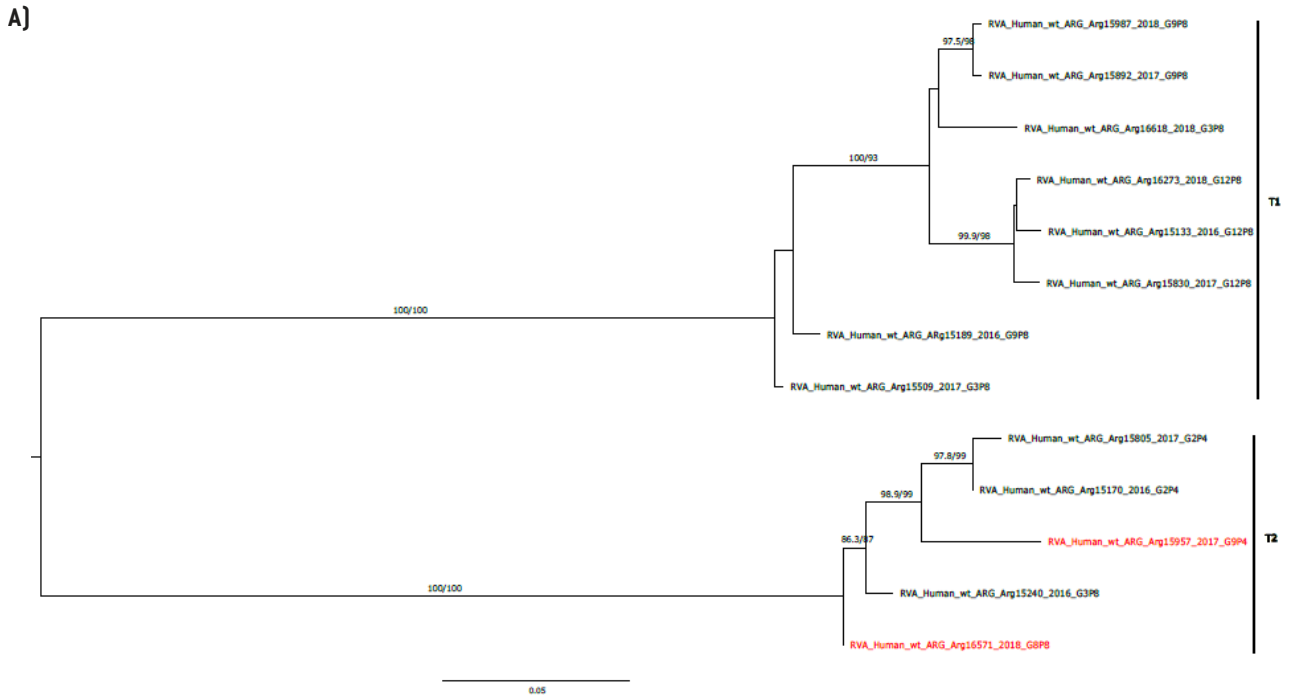 A)
RVA_Human_wt_ARG_Arg15987_2018_G9P8
97.5/98
RVA_Human_wt_ARG_Arg15892_2017_G9P8
RVA_Human_wt_ARG_Arg16618_2018_G3P8
100/93
RVA_Human_wt_ARG_Arg16273_2018_G12P8
T1
RVA_Human_wt_ARG_Arg15133_2016_G12P8
99.9/98
RVA_Human_wt_ARG_Arg15830_2017_G12P8
100/100
RVA_Human_wt_ARG_ARg15189_2016_G9P8
RVA_Human_wt_ARG_Arg15509_2017_G3P8
RVA_Human_wt_ARG_Arg15805_2017_G2P4
97.8/99
RVA_Human_wt_ARG_Arg15170_2016_G2P4
98.9/99
RVA_Human_wt_ARG_Arg15957_2017_G9P4
T2
86.3/87
100/100
RVA_Human_wt_ARG_Arg15240_2016_G3P8
RVA_Human_wt_ARG_Arg16571_2018_G8P8
0.05